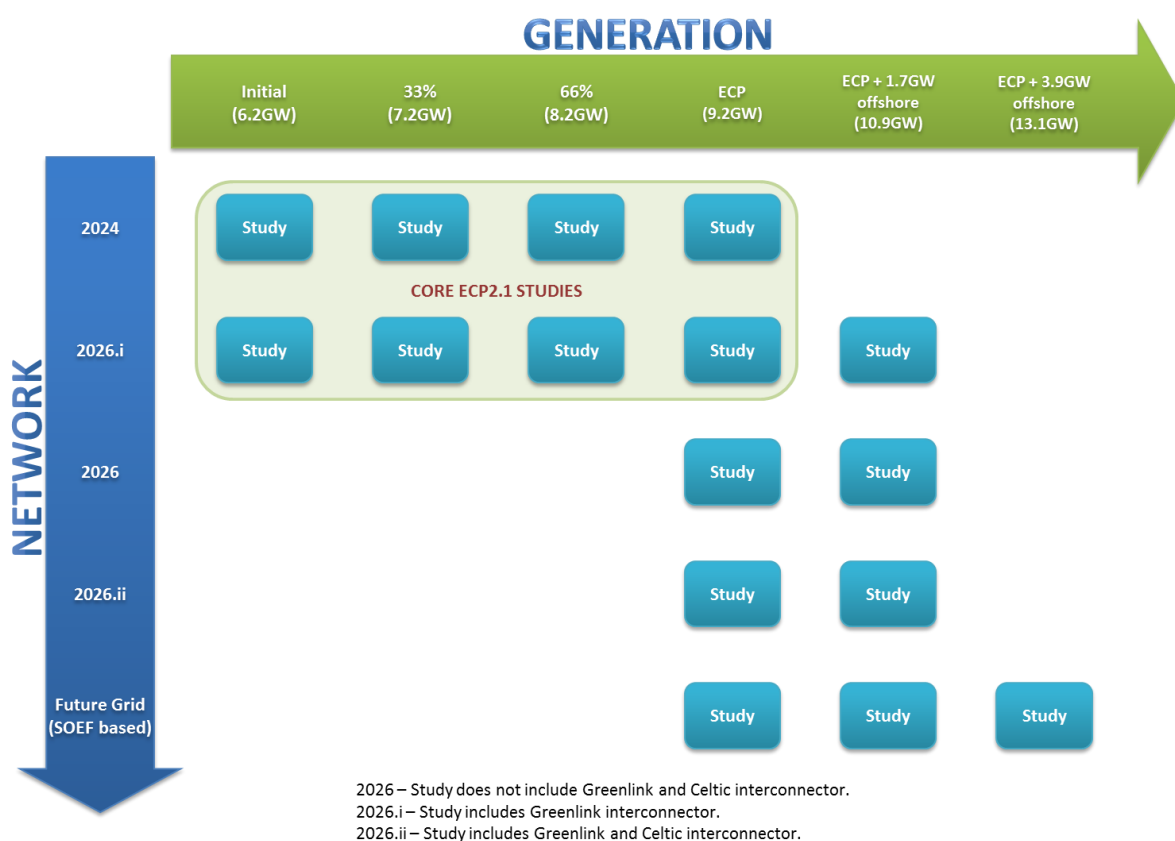 GENERATION
Initial
(6.2GW)
33%
(7.2GW)
66%
(8.2GW)
ECP
(9.2GW)
ECP + 1.7GW
offshore
(10.9GW)
ECP + 3.9GW
offshore
(13.1GW)
NETWORK
2024
Study
Study
Study
Study
CORE ECP2.1 STUDIES
2026.i
Study
Study
Study
Study
Study
2026
Study
Study
2026.ii
Study
Study
Future Grid
(SOEF based)
Study
Study
Study
2026 – Study does not include Greenlink and Celtic interconnector.
2026.i – Study includes Greenlink interconnector.
2026.ii – Study includes Greenlink and Celtic interconnector.